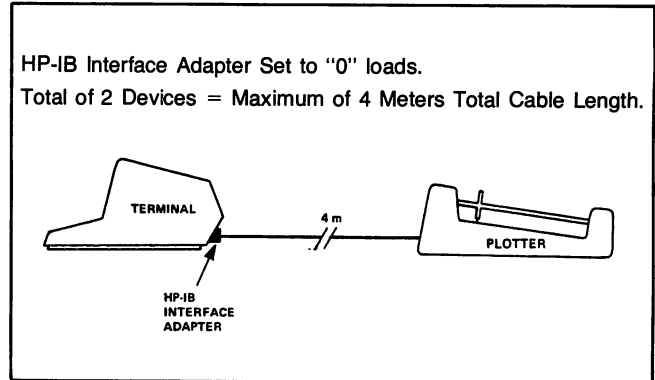 HP-IB Interface Adapter Set to “0” loads.
Total of 2 Devices = Maximum of 4 Meters Total Cable Length.
TERMINAL
4 m
PLOTTER
HP-IB
INTERFACE
ADAPTER